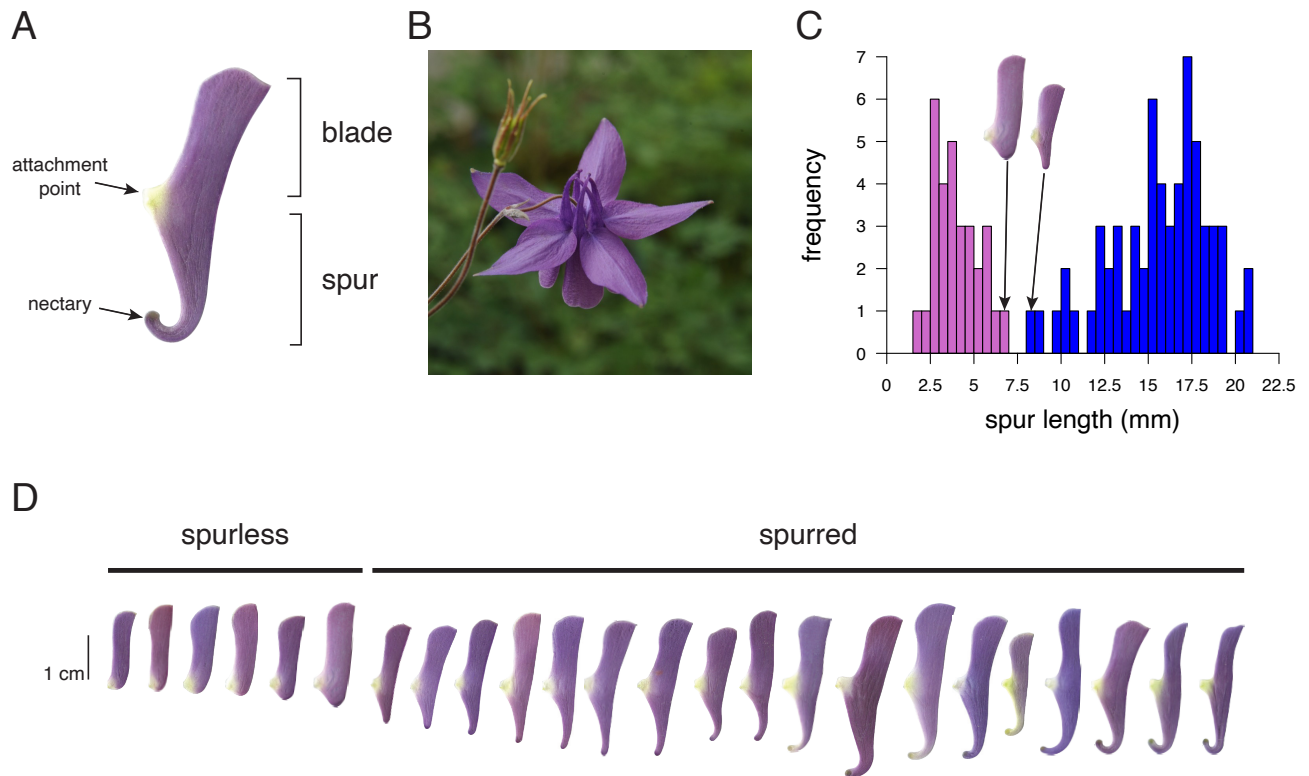 A
blade
attachment
point
spur
nectary
B
C
7
6
5
4
3
2
1
0
frequency
0 2.5 5 7.5 10 12.5 15 17.5 20 22.5
spur length (mm)
D
spurless spurred
1 cm